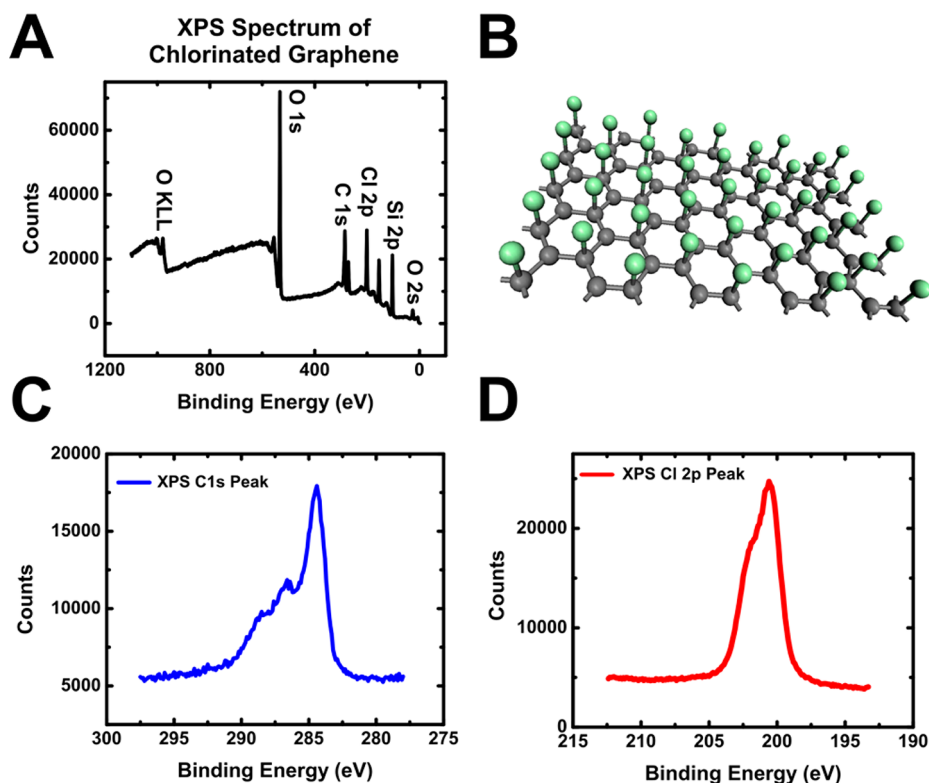 A
XPS Spectrum of
Chlorinated Graphene
Counts
60000
40000
20000
0
O KLL
O 1s
C 1s
Cl 2p
Si 2p
O 2s
1200
800
400
0
Binding Energy (eV)
B
C
Counts
20000
15000
10000
5000
XPS C1s Peak
300
295
290
285
280
275
Binding Energy (eV)
D
Counts
20000
10000
0
XPS Cl 2p Peak
215
210
205
200
195
190
Binding Energy (eV)